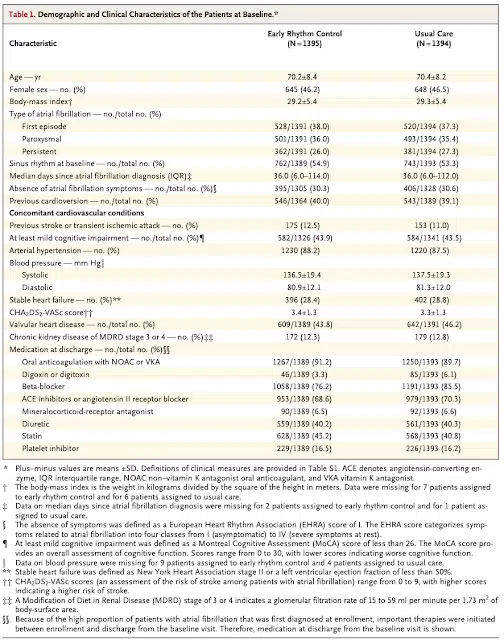 Table 1. Demographic and Clinical Characteristics of the Patients at Baseline.*
Characteristic Early Rhythm Control (N=1395) Usual Care (N=1394)
Age — yr 70.2±8.4 70.4±8.2
Female sex — no. (%) 645 (46.2) 648 (46.5)
Body-mass index† 29.2±5.4 29.3±5.4
Type of atrial fibrillation — no./total no. (%)
First episode 528/1391 (38.0) 520/1394 (37.3)
Paroxysmal 501/1391 (36.0) 493/1394 (35.4)
Persistent 362/1391 (26.0) 381/1394 (27.3)
Sinus rhythm at baseline — no./total no. (%) 762/1389 (54.9) 743/1393 (53.3)
Median days since atrial fibrillation diagnosis (IQR)‡ 36.0 (6.0–114.0) 36.0 (6.0–112.0)
Absence of atrial fibrillation symptoms — no./total no. (%)§ 395/1305 (30.3) 406/1328 (30.6)
Previous cardioversion — no./total no. (%) 546/1364 (40.0) 543/1389 (39.1)
Concomitant cardiovascular conditions
Previous stroke or transient ischemic attack — no. (%) 175 (12.5) 153 (11.0)
At least mild cognitive impairment — no./total no. (%)¶ 582/1326 (43.9) 584/1341 (43.5)
Arterial hypertension — no. (%) 1230 (88.2) 1220 (87.5)
Blood pressure — mm Hg‖
Systolic 136.5±19.4 137.5±19.3
Diastolic 80.9±12.1 81.3±12.0
Stable heart failure — no. (%)** 396 (28.4) 402 (28.8)
CHA2DS2-VASc score†† 3.4±1.3 3.3±1.3
Valvular heart disease — no./total no. (%) 609/1389 (43.8) 642/1391 (46.2)
Chronic kidney disease of MDRD stage 3 or 4 — no. (%)‡‡ 172 (12.3) 179 (12.8)
Medication at discharge — no./total no. (%)§§
Oral anticoagulation with NOAC or VKA 1267/1389 (91.2) 1250/1393 (89.7)
Digoxin or digitoxin 46/1389 (3.3) 85/1393 (6.1)
Beta-blocker 1058/1389 (76.2) 1191/1393 (85.5)
ACE inhibitors or angiotensin II receptor blocker 953/1389 (68.6) 979/1393 (70.3)
Mineralocorticoid-receptor antagonist 90/1389 (6.5) 92/1393 (6.6)
Diuretic 559/1389 (40.2) 561/1393 (40.3)
Statin 628/1389 (45.2) 568/1393 (40.8)
Platelet inhibitor 229/1389 (16.5) 226/1393 (16.2)
* Plus–minus values are means ±SD. Definitions of clinical measures are provided in Table S1. ACE denotes angiotensin-converting en-
zyme, IQR interquartile range, NOAC non–vitamin K antagonist oral anticoagulant, and VKA vitamin K antagonist.
† The body-mass index is the weight in kilograms divided by the square of the height in meters. Data were missing for 7 patients assigned
to early rhythm control and for 6 patients assigned to usual care.
‡ Data on median days since atrial fibrillation diagnosis were missing for 2 patients assigned to early rhythm control and for 1 patient as-
signed to usual care.
§ The absence of symptoms was defined as a European Heart Rhythm Association (EHRA) score of I. The EHRA score categorizes symp-
toms related to atrial fibrillation into four classes from I (asymptomatic) to IV (severe symptoms at rest).
¶ At least mild cognitive impairment was defined as a Montreal Cognitive Assessment (MoCA) score of less than 26. The MoCA score pro-
vides an overall assessment of cognitive function. Scores range from 0 to 30, with lower scores indicating worse cognitive function.
‖ Data on blood pressure were missing for 9 patients assigned to early rhythm control and 4 patients assigned to usual care.
** Stable heart failure was defined as New York Heart Association stage II or a left ventricular ejection fraction of less than 50%.
†† CHA2DS2-VASc scores (an assessment of the risk of stroke among patients with atrial fibrillation) range from 0 to 9, with higher scores
indicating a higher risk of stroke.
‡‡ A Modification of Diet in Renal Disease (MDRD) stage of 3 or 4 indicates a glomerular filtration rate of 15 to 59 ml per minute per 1.73 m2 of
body-surface area.
§§ Because of the high proportion of patients with atrial fibrillation that was first diagnosed at enrollment, important therapies were initiated
between enrollment and discharge from the baseline visit. Therefore, medication at discharge from the baseline visit is shown.